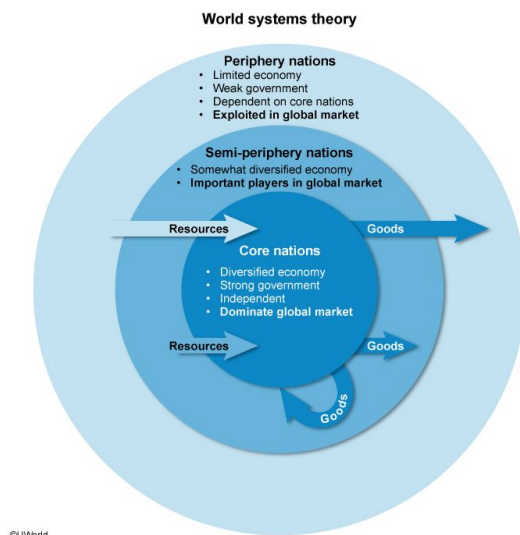 World systems theory
Periphery nations
• Limited economy
• Weak government
• Dependent on core nations
• Exploited in global market
Semi-periphery nations
• Somewhat diversified economy
• Important players in global market
Resources
Goods
Core nations
• Diversified economy
• Strong government
• Independent
• Dominate global market
Resources
Goods
Goods
©UWorld